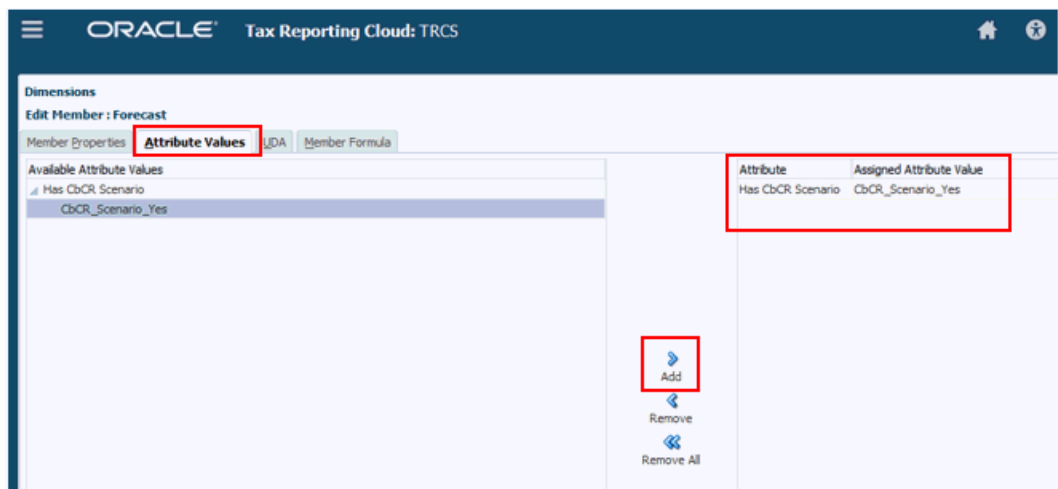 ORACLE Tax Reporting Cloud: TRCS
Dimensions
Edit Member : Forecast
Member Properties Attribute Values UDA Member Formula
Available Attribute Values
Has CbCR Scenario
CbCR_Scenario_Yes
Attribute Assigned Attribute Value
Has CbCR Scenario CbCR_Scenario_Yes
Add
Remove
Remove All